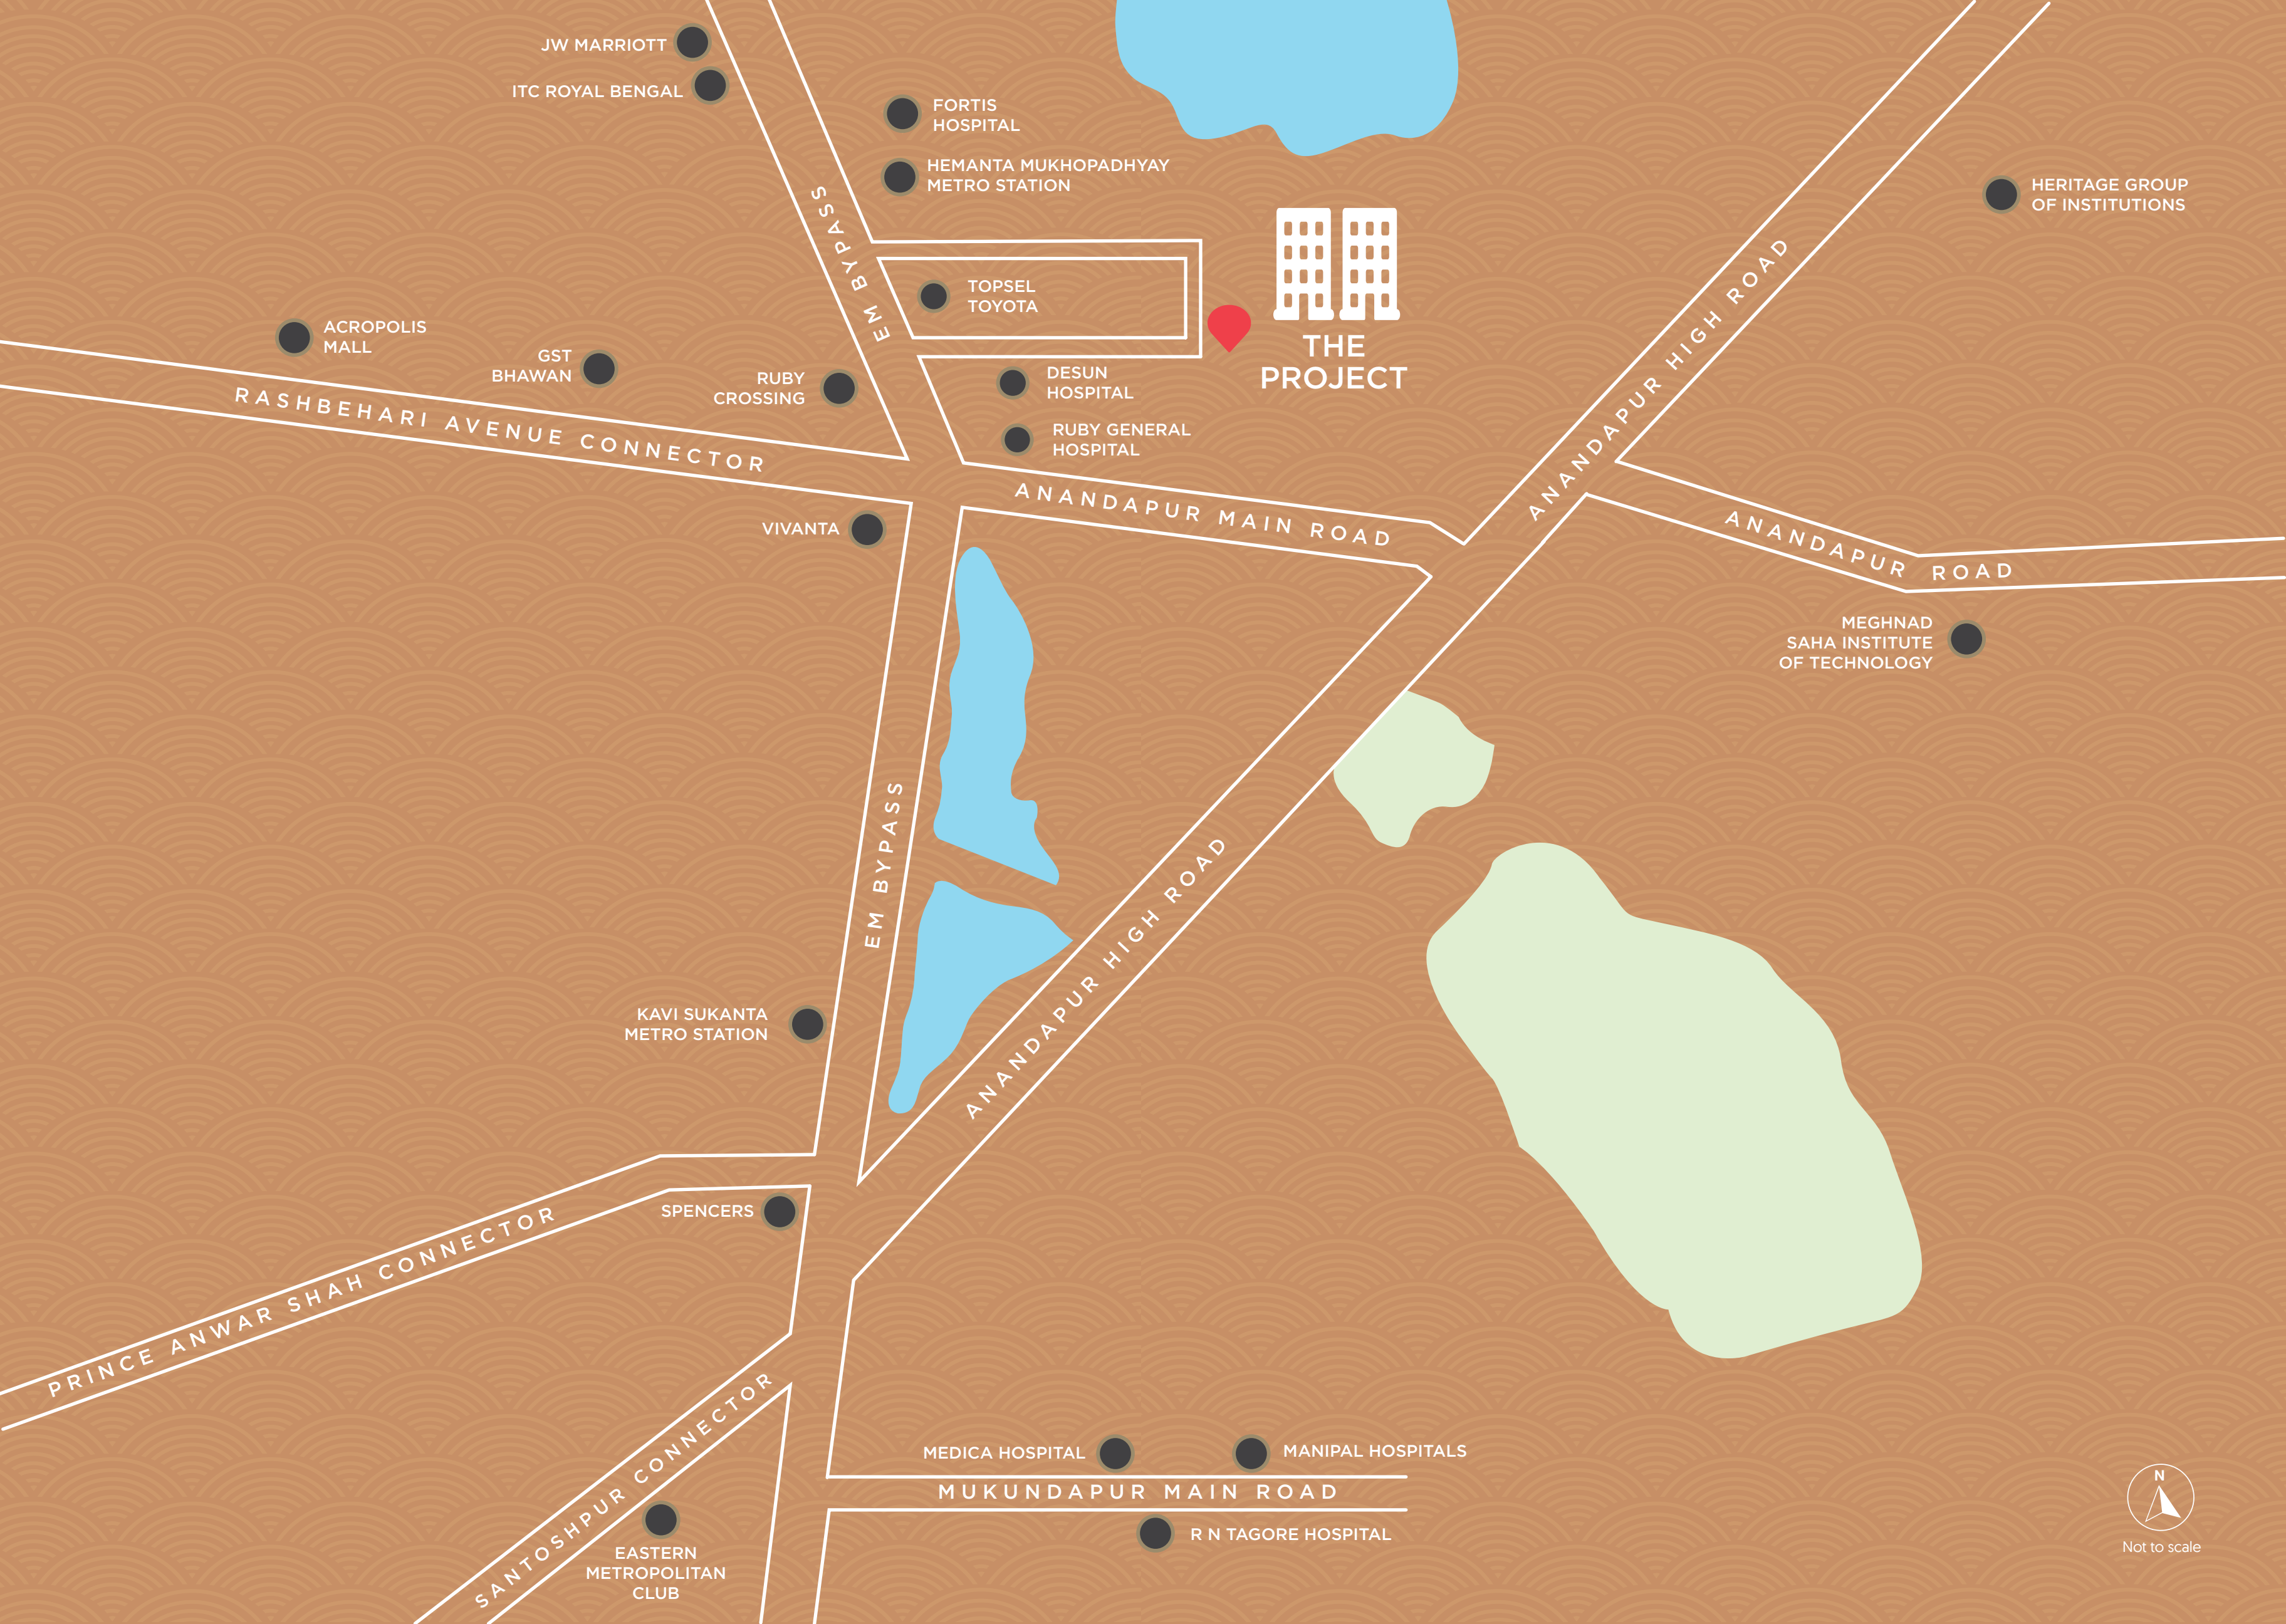 JW MARRIOTT
ITC ROYAL BENGAL
FORTIS
HOSPITAL
HEMANTA MUKHOPADHYAY
METRO STATION
HERITAGE GROUP
OF INSTITUTIONS
EM BYPASS
TOPSEL
TOYOTA
THE
PROJECT
ACROPOLIS
MALL
GST
BHAWAN
RUBY
CROSSING
DESUN
HOSPITAL
RUBY GENERAL
HOSPITAL
RASHBEHARI AVENUE CONNECTOR
ANANDAPUR MAIN ROAD
ANANDAPUR HIGH ROAD
ANANDAPUR ROAD
VIVANTA
MEGHNAD
SAHA INSTITUTE
OF TECHNOLOGY
EM BYPASS
ANANDAPUR HIGH ROAD
KAVI SUKANTA
METRO STATION
SPENCERS
PRINCE ANWAR SHAH CONNECTOR
SANTOSHPUR CONNECTOR
MEDICA HOSPITAL
MANIPAL HOSPITALS
MUKUNDAPUR MAIN ROAD
R N TAGORE HOSPITAL
EASTERN
METROPOLITAN
CLUB
N
Not to scale